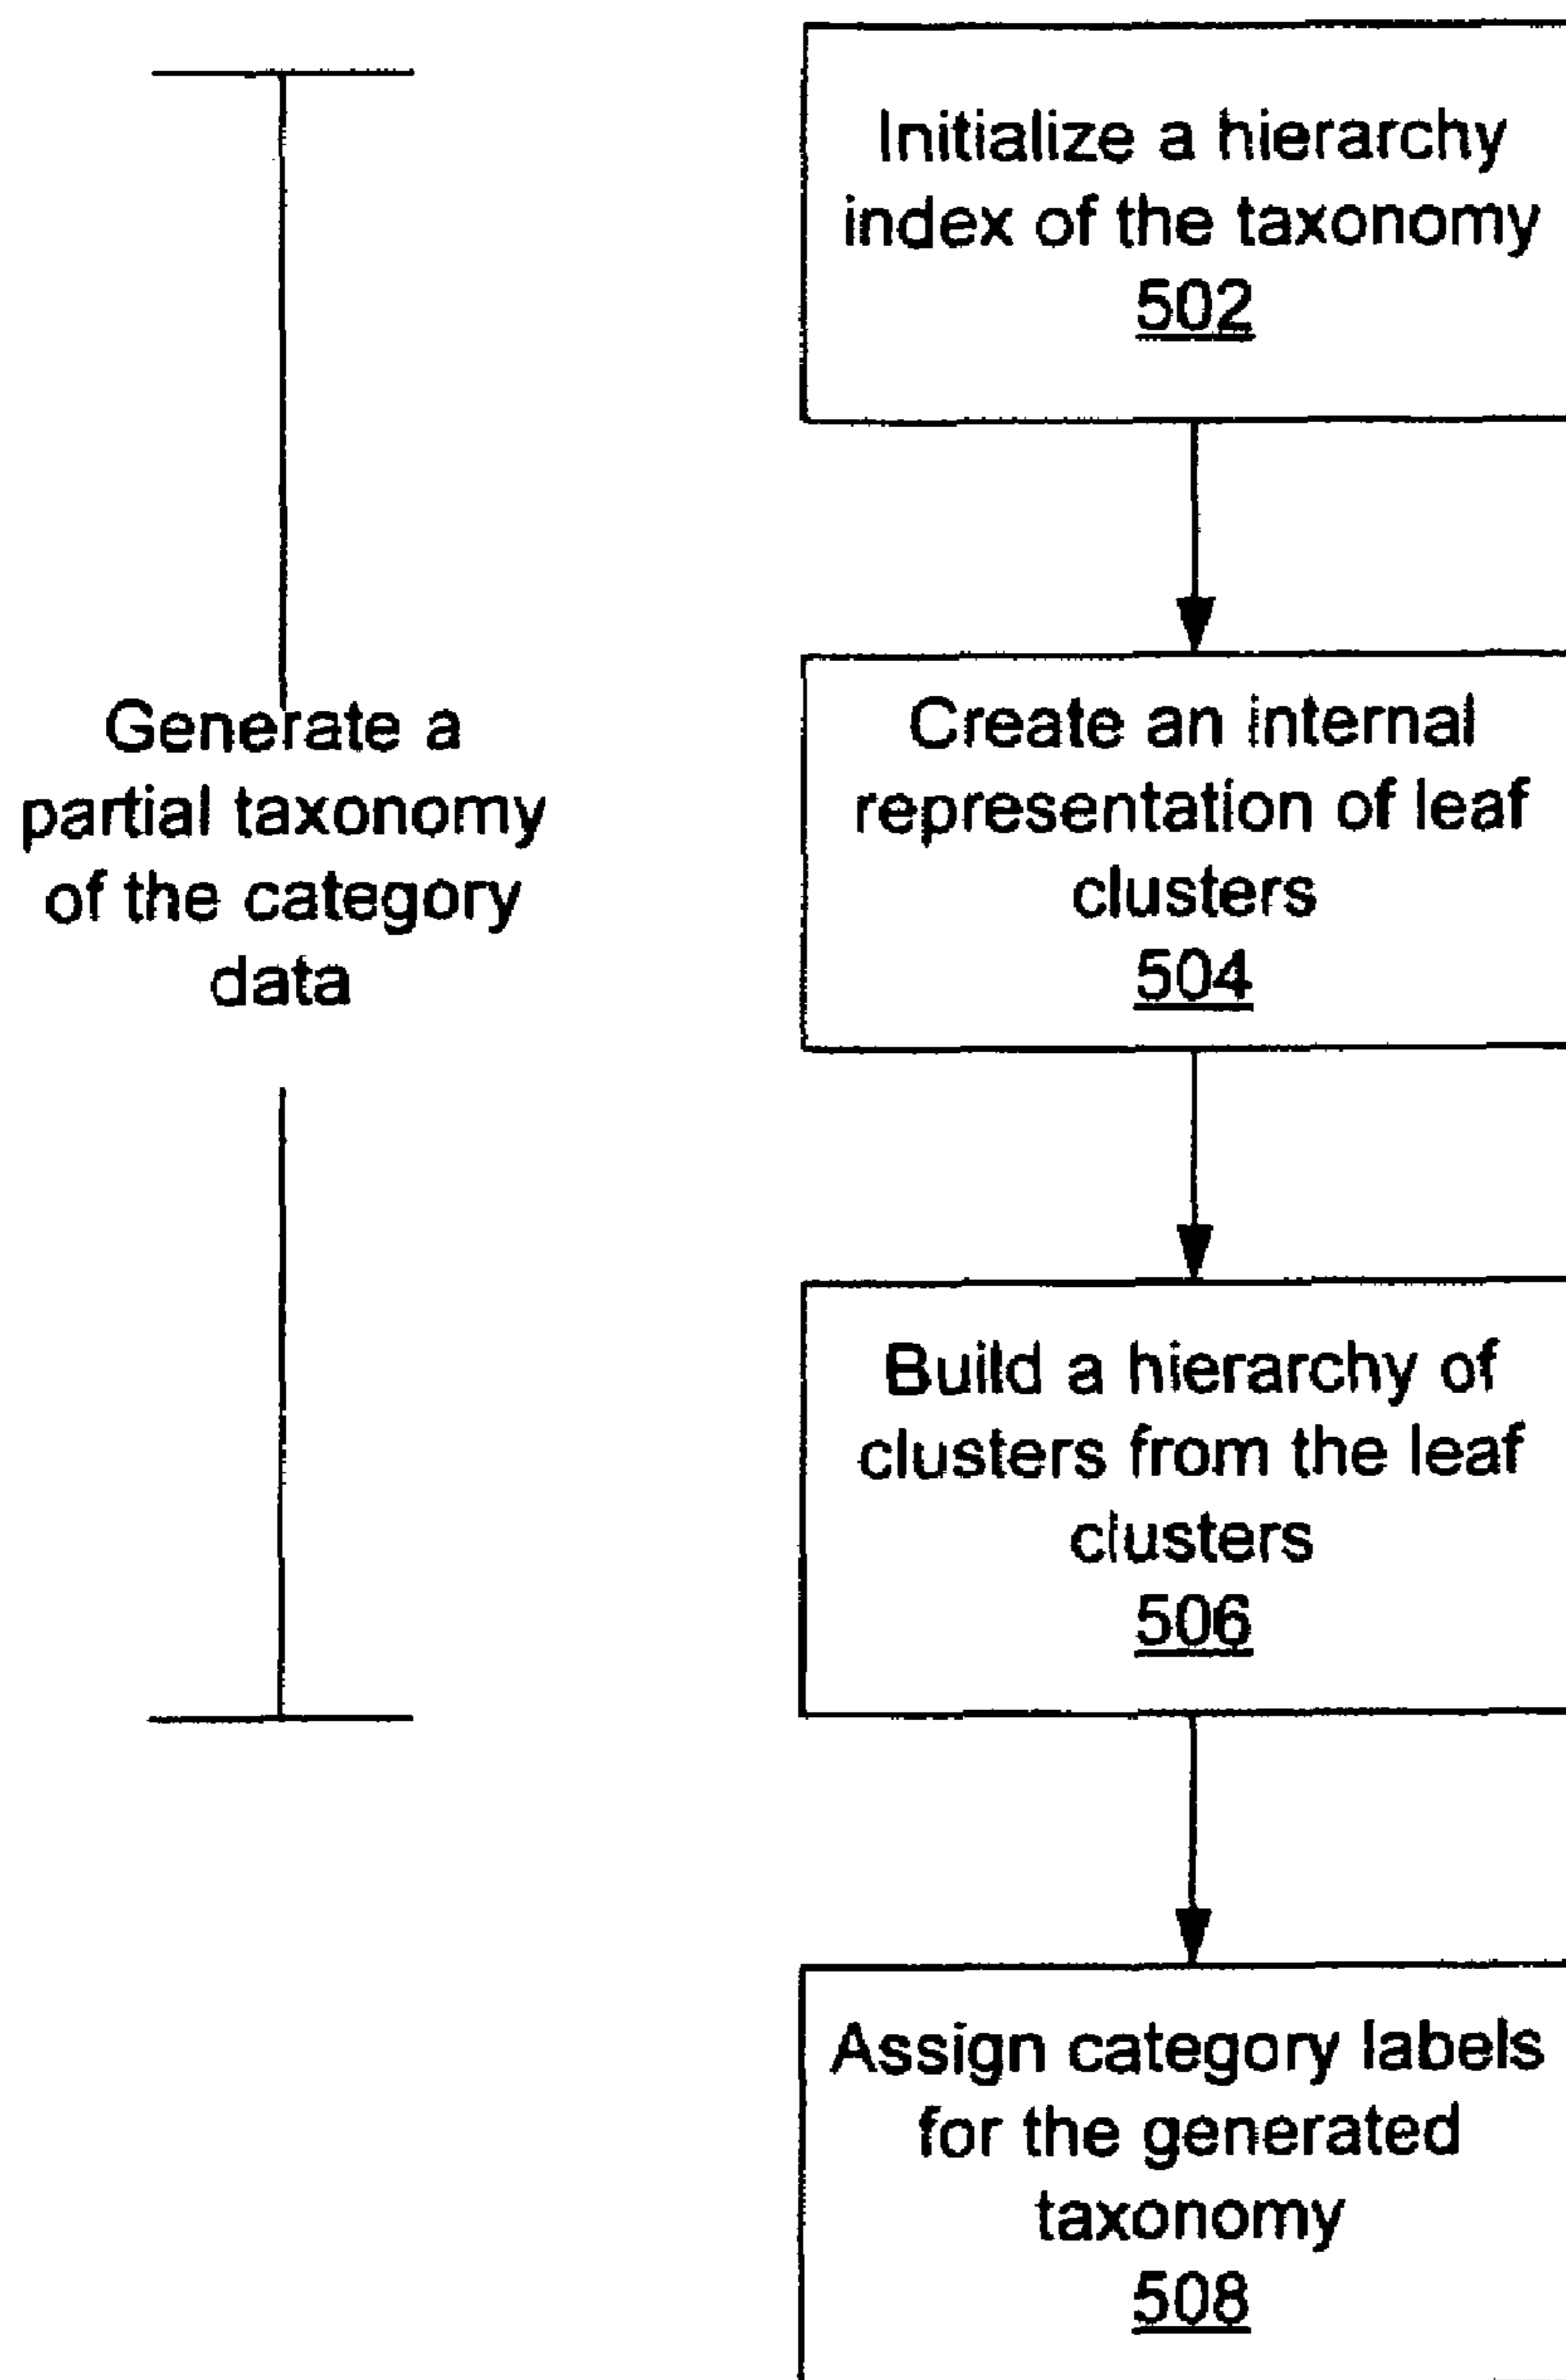 Generate a
partial taxonomy
of the category
data
Initialize a hierarchy
index of the taxonomy
502
Create an internal
representation of leaf
clusters
504
Build a hierarchy of
clusters from the leaf
clusters
506
Assign category labels
for the generated
taxonomy
508